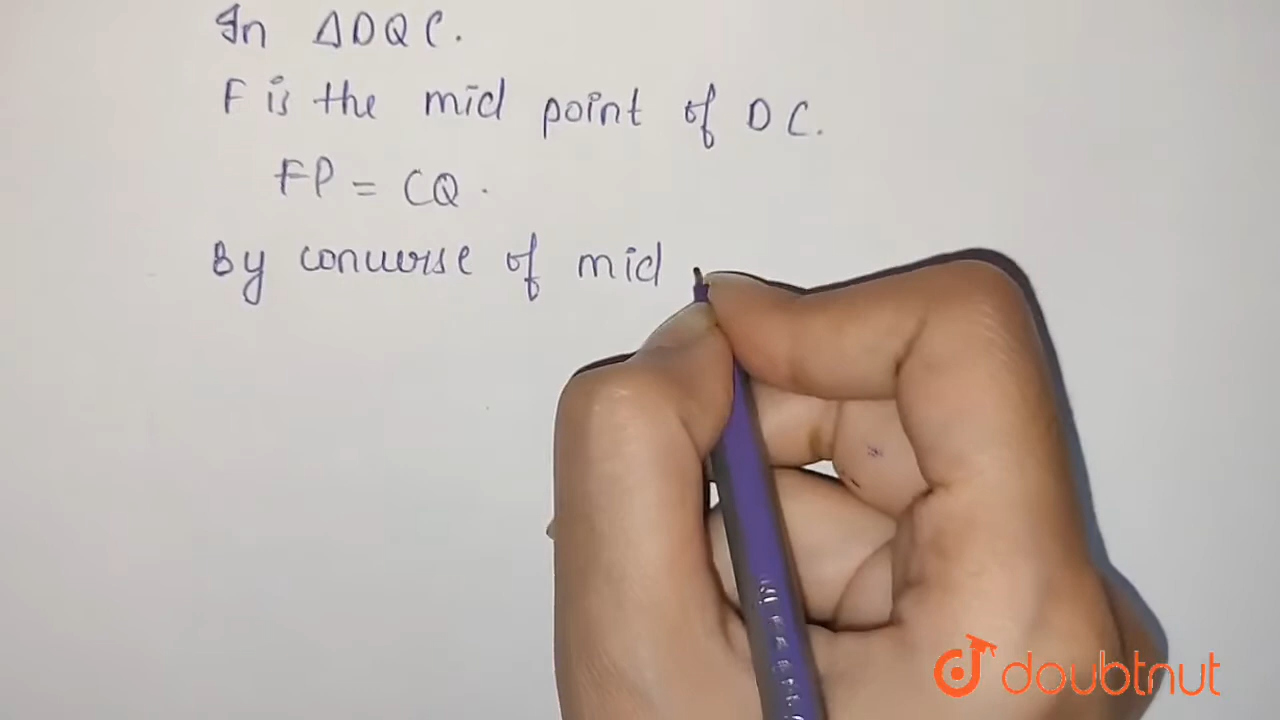 In ΔDQC.
F is the mid point of DC.
FP = CQ.
By converse of mid
doubtnut